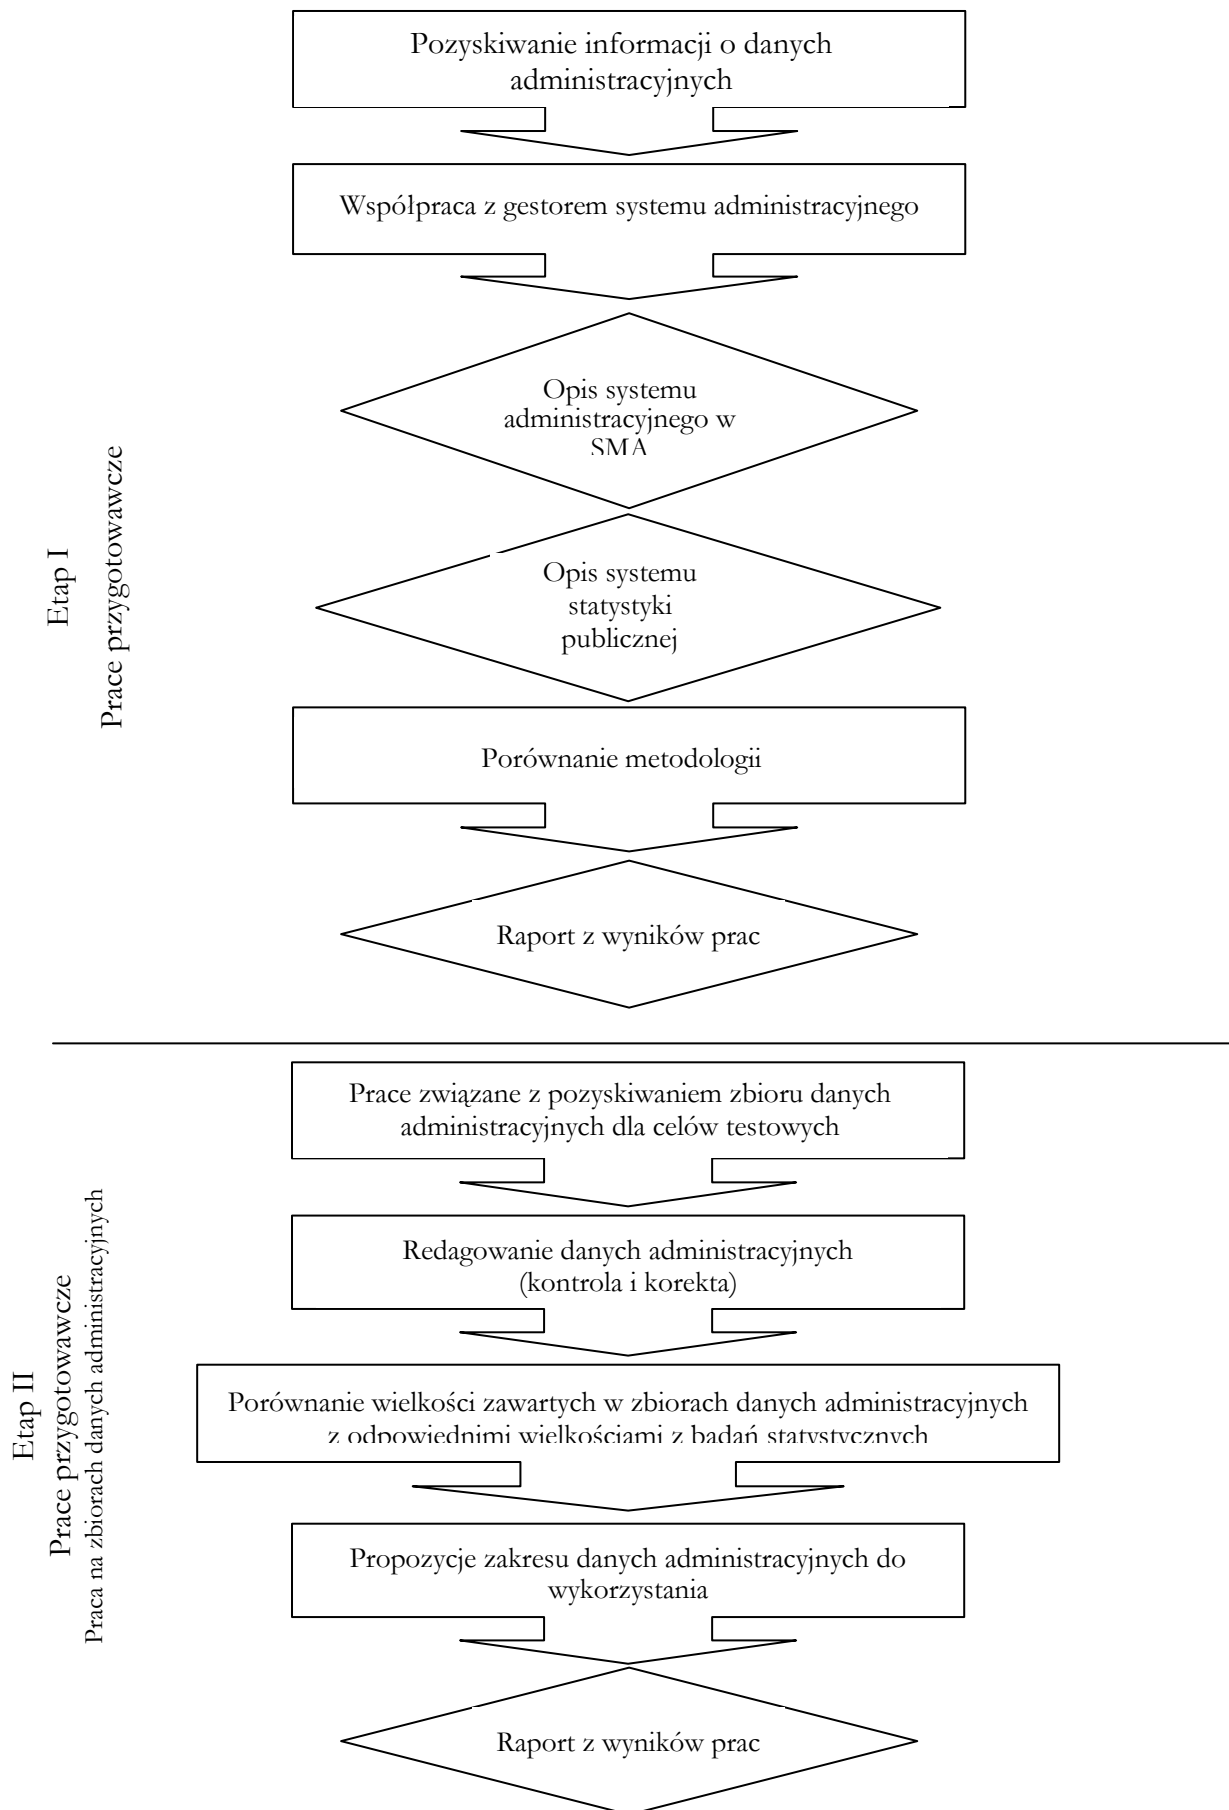 Pozyskiwanie informacji o danych
administracyjnych
Współpraca z gestorem systemu administracyjnego
Opis systemu
administracyjnego w
SMA
Etap I
Prace przygotowawcze
Opis systemu
statystyki
publicznej
Porównanie metodologii
Raport z wyników prac
Prace związane z pozyskiwaniem zbioru danych
administracyjnych dla celów testowych
Redagowanie danych administracyjnych
(kontrola i korekta)
Etap II
Prace przygotowawcze
Praca na zbiorach danych administracyjnych
Porównanie wielkości zawartych w zbiorach danych administracyjnych
z odpowiednimi wielkościami z badań statystycznych
Propozycje zakresu danych administracyjnych do
wykorzystania
Raport z wyników prac